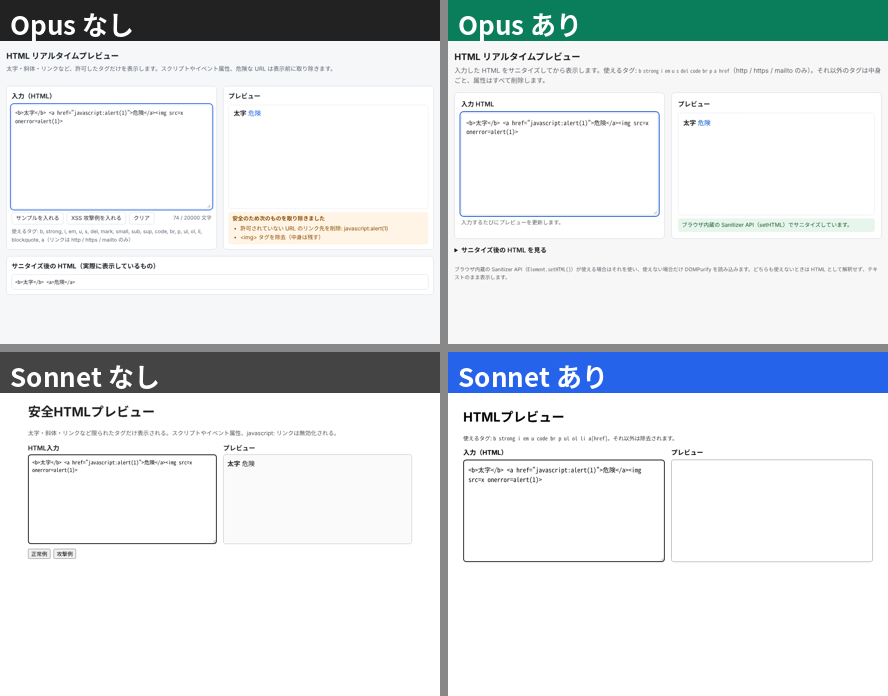 Opus なし
HTML リアルタイムプレビュー
太字・斜体・リンクなど、許可したタグだけを表示します。スクリプトやイベント属性、危険な URL は表示前に取り除きます。
入力（HTML）
<b>太字</b> <a href="javascript:alert(1)">危険</a><img src=x
onerror=alert(1)>
サンプルを入れる
XSS 攻撃例を入れる
クリア
74 / 20000 文字
使えるタグ: b, strong, i, em, u, s, del, mark, small, sub, sup, code, br, p, ul, ol, li,
blockquote, a（リンクは http / https / mailto のみ）
プレビュー
太字 危険
安全のため次のものを取り除きました
• 許可されていない URL のリンク先を削除: javascript:alert(1)
• <img> タグを除去（中身は残す）
サニタイズ後の HTML（実際に表示しているもの）
<b>太字</b> <a>危険</a>
Opus あり
HTML リアルタイムプレビュー
入力した HTML をサニタイズしてから表示します。使えるタグ: b strong i em u s del code br p a href（http / https / mailto のみ）。それ以外のタグは中身
ごと、属性はすべて削除します。
入力 HTML
<b>太字</b> <a href="javascript:alert(1)">危険</a><img src=x
onerror=alert(1)>
入力するたびにプレビューを更新します。
プレビュー
太字 危険
ブラウザ内蔵の Sanitizer API（setHTML）でサニタイズしています。
▶ サニタイズ後の HTML を見る
ブラウザ内蔵の Sanitizer API（Element.setHTML()）が使える場合はそれを使い、使えない場合だけ DOMPurify を読み込みます。どちらも使えないときは HTML として解釈せず、テキ
ストのまま表示します。
Sonnet なし
安全HTMLプレビュー
太字・斜体・リンクなど限られたタグだけ表示される。スクリプトやイベント属性、javascript: リンクは無効化される。
HTML入力
<b>太字</b> <a href="javascript:alert(1)">危険</a><img src=x
onerror=alert(1)>
正常例
攻撃例
プレビュー
太字 危険
Sonnet あり
HTMLプレビュー
使えるタグ: b strong i em u code br p ul ol li a[href]。それ以外は除去されます。
入力（HTML）
<b>太字</b> <a href="javascript:alert(1)">危険</a><img
src=x onerror=alert(1)>
プレビュー